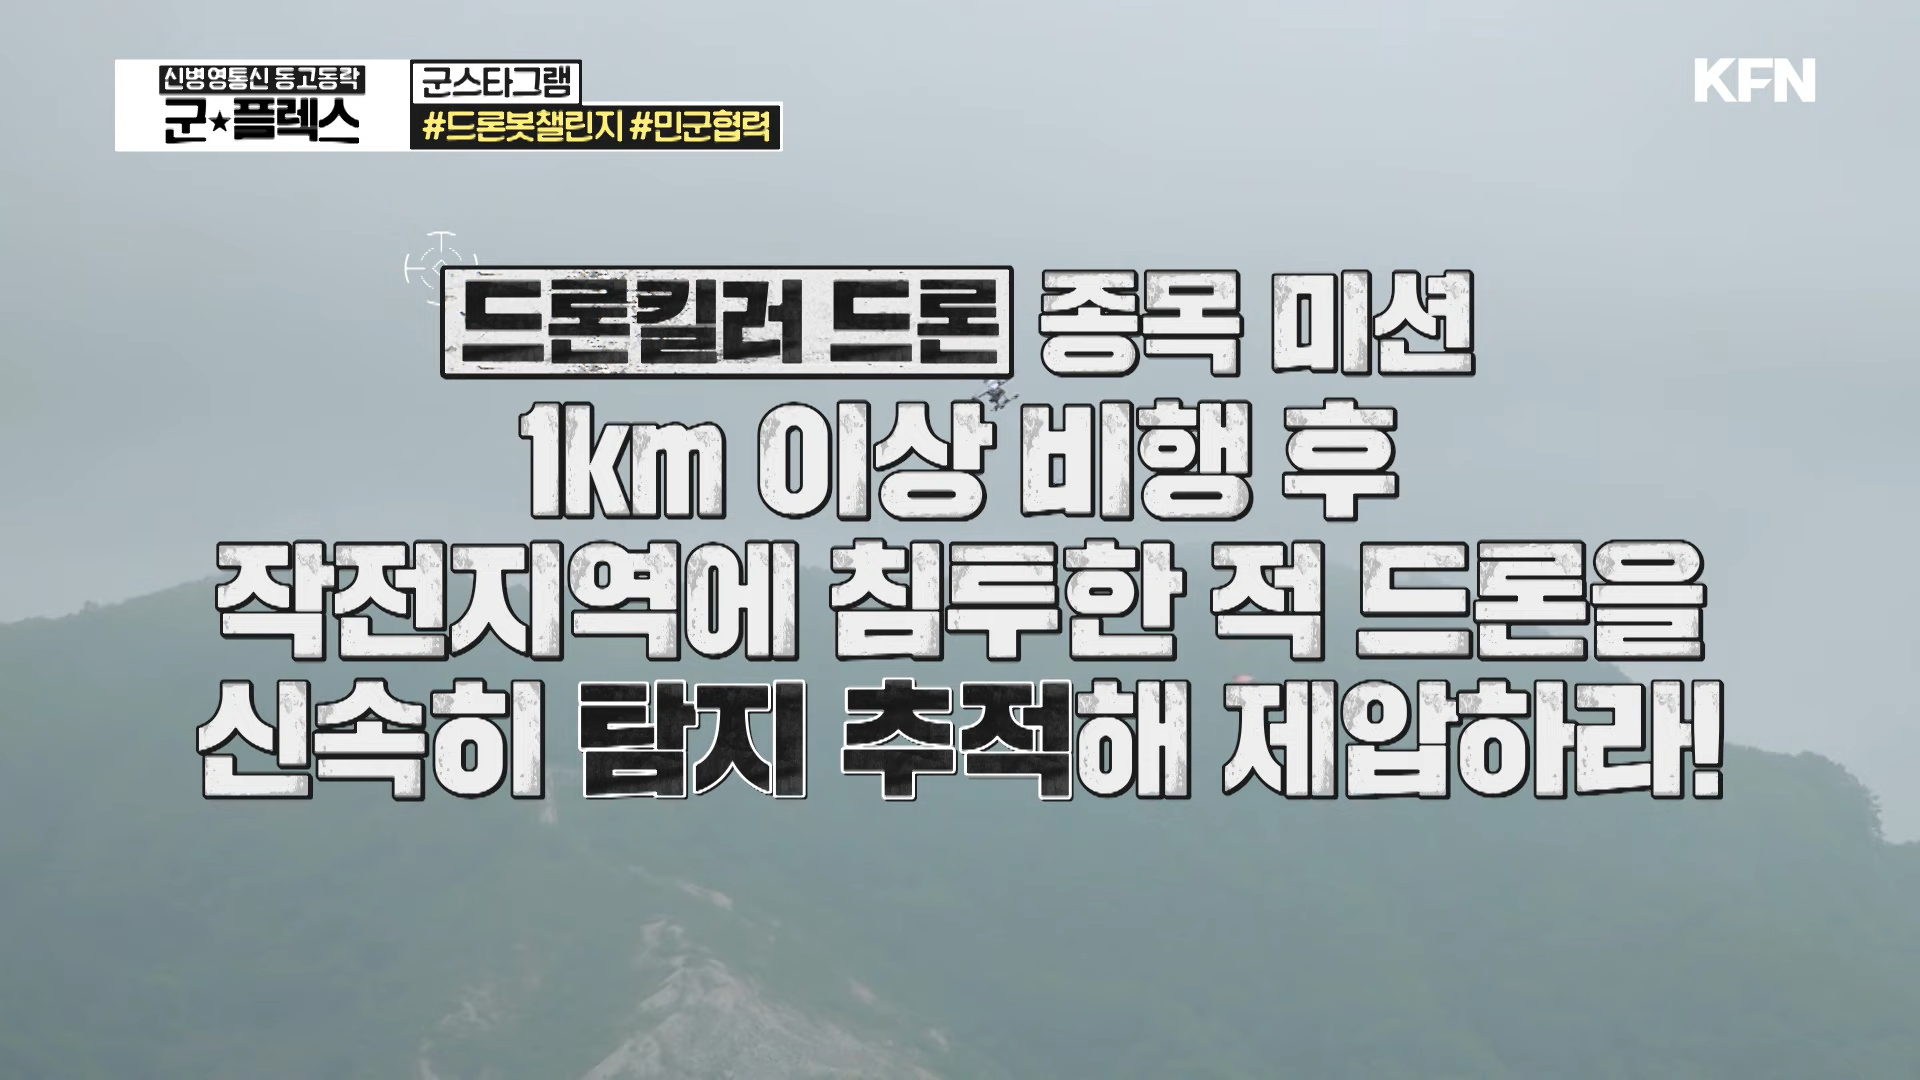 신병영통신 동고동락
군★플렉스
군스타그램
#드론봇챌린지 #민군협력
KFN
드론킬러 드론 종목 미션
1km 이상 비행 후
작전지역에 침투한 적 드론을
신속히 탐지 추적해 제압하라!